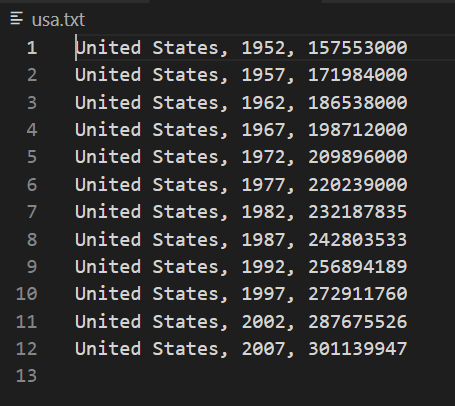 usa.txt
1 United States, 1952, 157553000
2 United States, 1957, 171984000
3 United States, 1962, 186538000
4 United States, 1967, 198712000
5 United States, 1972, 209896000
6 United States, 1977, 220239000
7 United States, 1982, 232187835
8 United States, 1987, 242803533
9 United States, 1992, 256894189
10 United States, 1997, 272911760
11 United States, 2002, 287675526
12 United States, 2007, 301139947
13